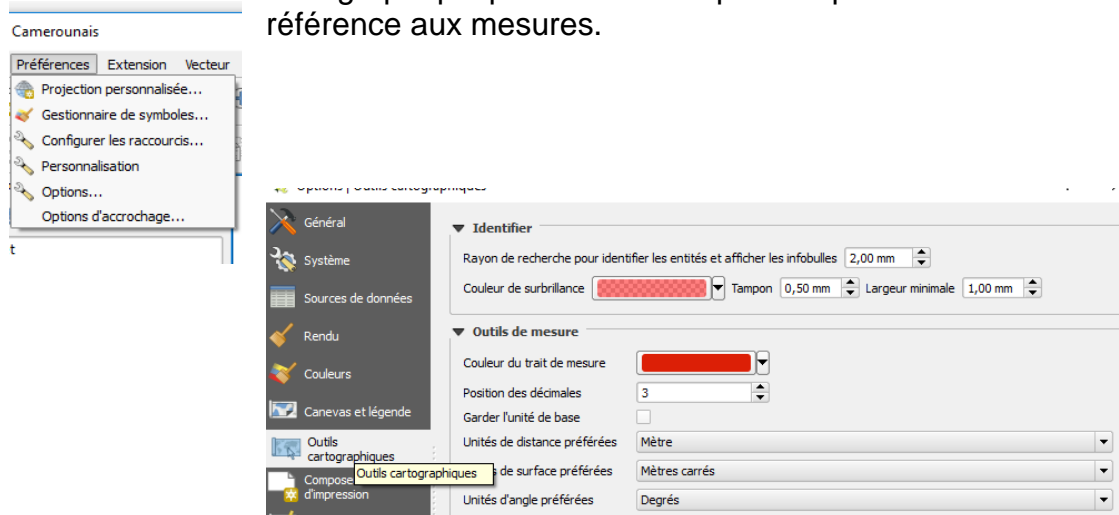 référence aux mesures.
Camerounais
Préférences Extension Vecteur
Projection personnalisée...
Gestionnaire de symboles...
Configurer les raccourcis...
Personnalisation
Options...
Options d'accrochage...
t
Général
Système
Sources de données
Rendu
Couleurs
Canevas et légende
Outils
cartographiques
Outils cartographiques
d'impression
Identifier
Rayon de recherche pour identifier les entités et afficher les infobulles 2,00 mm
Couleur de surbrillance Tampon 0,50 mm Largeur minimale 1,00 mm
Outils de mesure
Couleur du trait de mesure
Position des décimales 3
Garder l'unité de base
Unités de distance préférées Mètre
de surface préférées Mètres carrés
Unités d'angle préférées Degrés